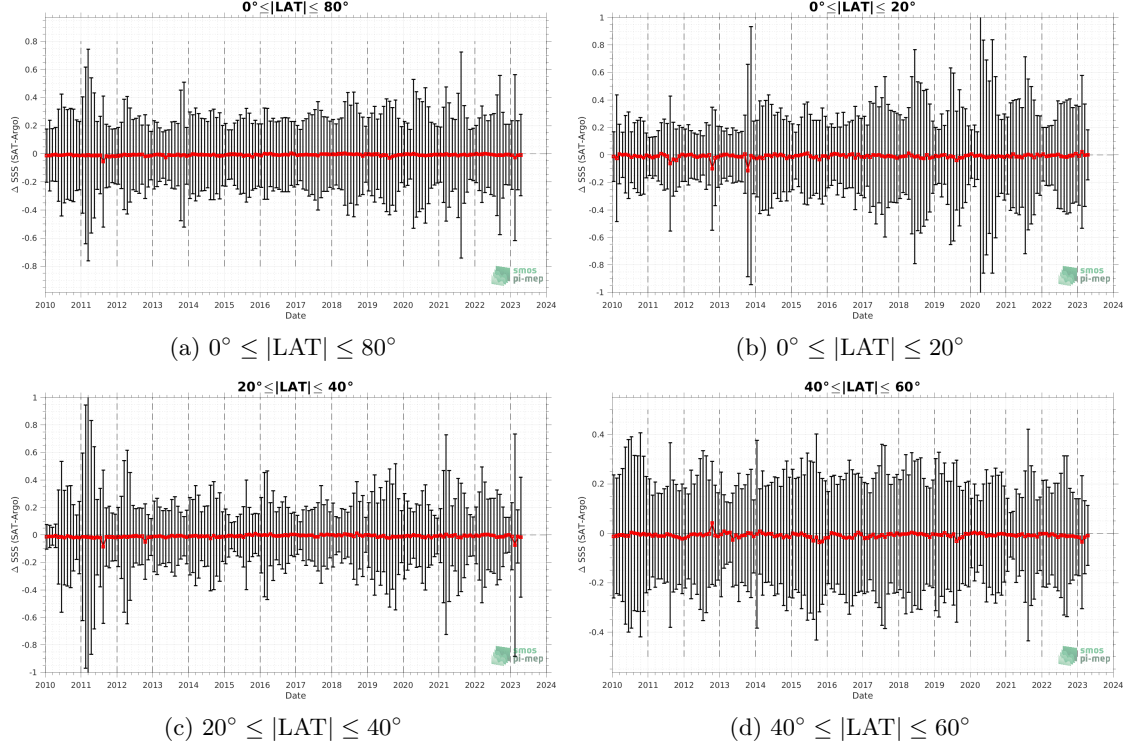 0°≤|LAT|≤ 80°
Δ SSS (SAT-Argo)
0.8
0.6
0.4
0.2
0
-0.2
-0.4
-0.6
-0.8
2010 2011 2012 2013 2014 2015 2016 2017 2018 2019 2020 2021 2022 2023 2024
Date
smos
pi-mep
(a) 0° ≤ |LAT| ≤ 80°
0°≤|LAT|≤ 20°
Δ SSS (SAT-Argo)
1
0.8
0.6
0.4
0.2
0
-0.2
-0.4
-0.6
-0.8
-1
2010 2011 2012 2013 2014 2015 2016 2017 2018 2019 2020 2021 2022 2023 2024
Date
smos
pi-mep
(b) 0° ≤ |LAT| ≤ 20°
20°≤|LAT|≤ 40°
Δ SSS (SAT-Argo)
1
0.8
0.6
0.4
0.2
0
-0.2
-0.4
-0.6
-0.8
-1
2010 2011 2012 2013 2014 2015 2016 2017 2018 2019 2020 2021 2022 2023 2024
Date
smos
pi-mep
(c) 20° ≤ |LAT| ≤ 40°
40°≤|LAT|≤ 60°
Δ SSS (SAT-Argo)
0.4
0.2
0
-0.2
-0.4
2010 2011 2012 2013 2014 2015 2016 2017 2018 2019 2020 2021 2022 2023 2024
Date
smos
pi-mep
(d) 40° ≤ |LAT| ≤ 60°